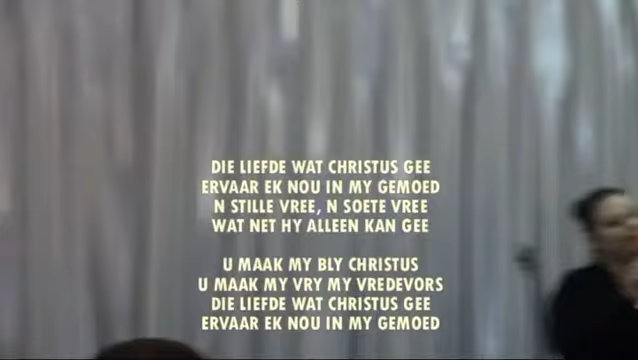 DIE LIEFDE WAT CHRISTUS GEE
ERVAAR EK NOU IN MY GEMOED
N STILLE VREE, N SOETE VREE
WAT NET HY ALLEEN KAN GEE
U MAAK MY BLY CHRISTUS
U MAAK MY VRY MY VREDEVORS
DIE LIEFDE WAT CHRISTUS GEE
ERVAAR EK NOU IN MY GEMOED